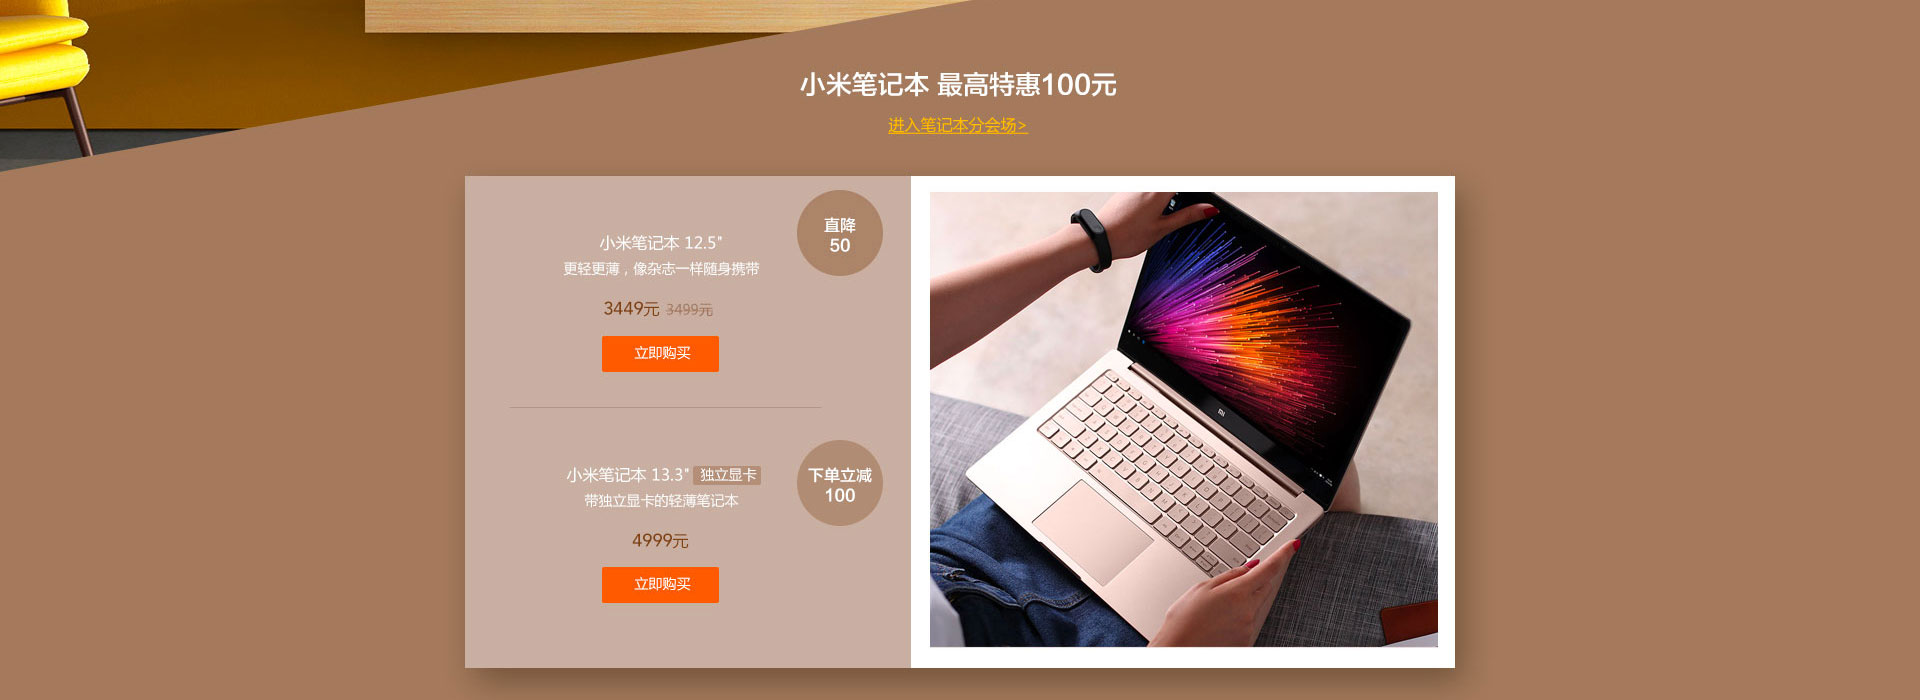 小米笔记本 最高特惠100元
进入笔记本分会场>
直降
50
小米笔记本 12.5"
更轻更薄，像杂志一样随身携带
3449元 3499元
立即购买
小米笔记本 13.3" 独立显卡
带独立显卡的轻薄笔记本
下单立减
100
4999元
立即购买
mi